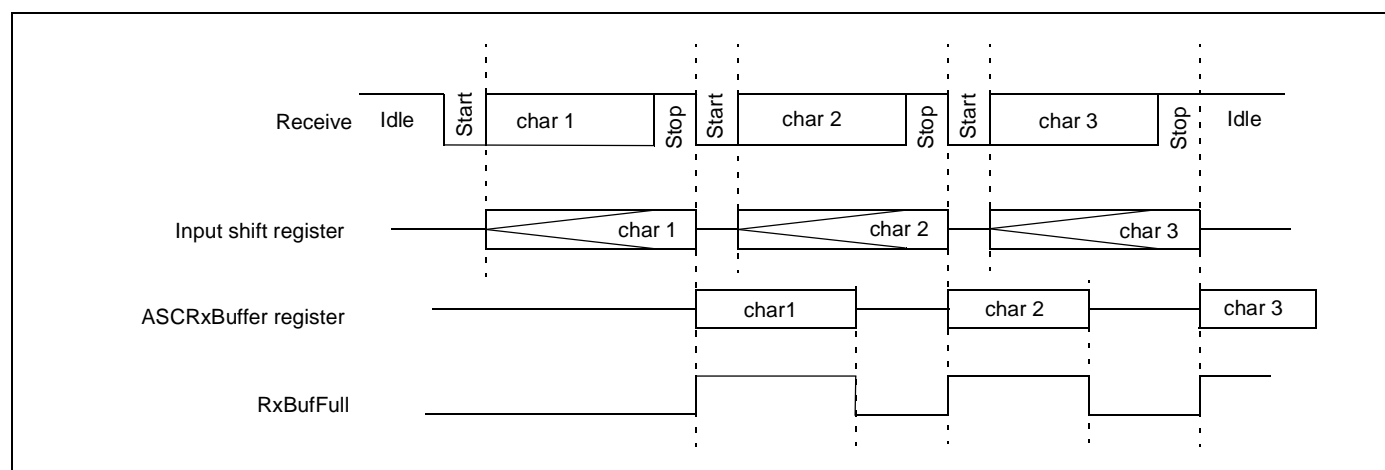 Receive Idle Start char 1 Stop Start char 2 Stop Start char 3 Stop Idle
Input shift register char 1 char 2 char 3
ASCRxBuffer register char1 char 2 char 3
RxBufFull